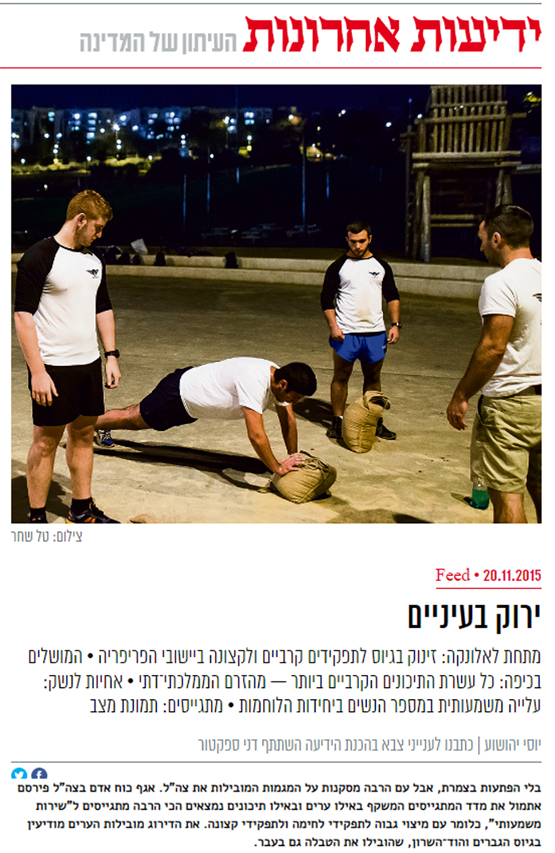 ידיעות אחרונות העיתון של המדינה
צילום: טל שחר
Feed • 20.11.2015
ירוק בעיניים
מתחת לאלונקה: זינוק בגיוס לתפקידים קרביים ולקצונה ביישובי הפריפריה • המושלים
בכיפה: כל עשרת התיכונים הקרביים ביותר — מהזרם הממלכתי־דתי • אחיות לנשק:
עלייה משמעותית במספר הנשים ביחידות הלוחמות • מתגייסים: תמונת מצב
יוסי יהושוע | כתבנו לענייני צבא בהכנת הידיעה השתתף דני ספקטור
בלי הפתעות בצמרת, אבל עם הרבה מסקנות על המגמות המובילות את צה"ל. אגף כוח אדם בצה"ל פירסם
אתמול את מדד המתגייסים המשקף באילו ערים ובאילו תיכונים נמצאים הכי הרבה מתגייסים ל"שירות
משמעותי", כלומר עם מיצוי גבוה לתפקידי לחימה ולתפקידי קצונה. את הדירוג מובילות הערים מודיעין
בגיוס הגברים והוד־השרון, שהובילו את הטבלה גם בעבר.